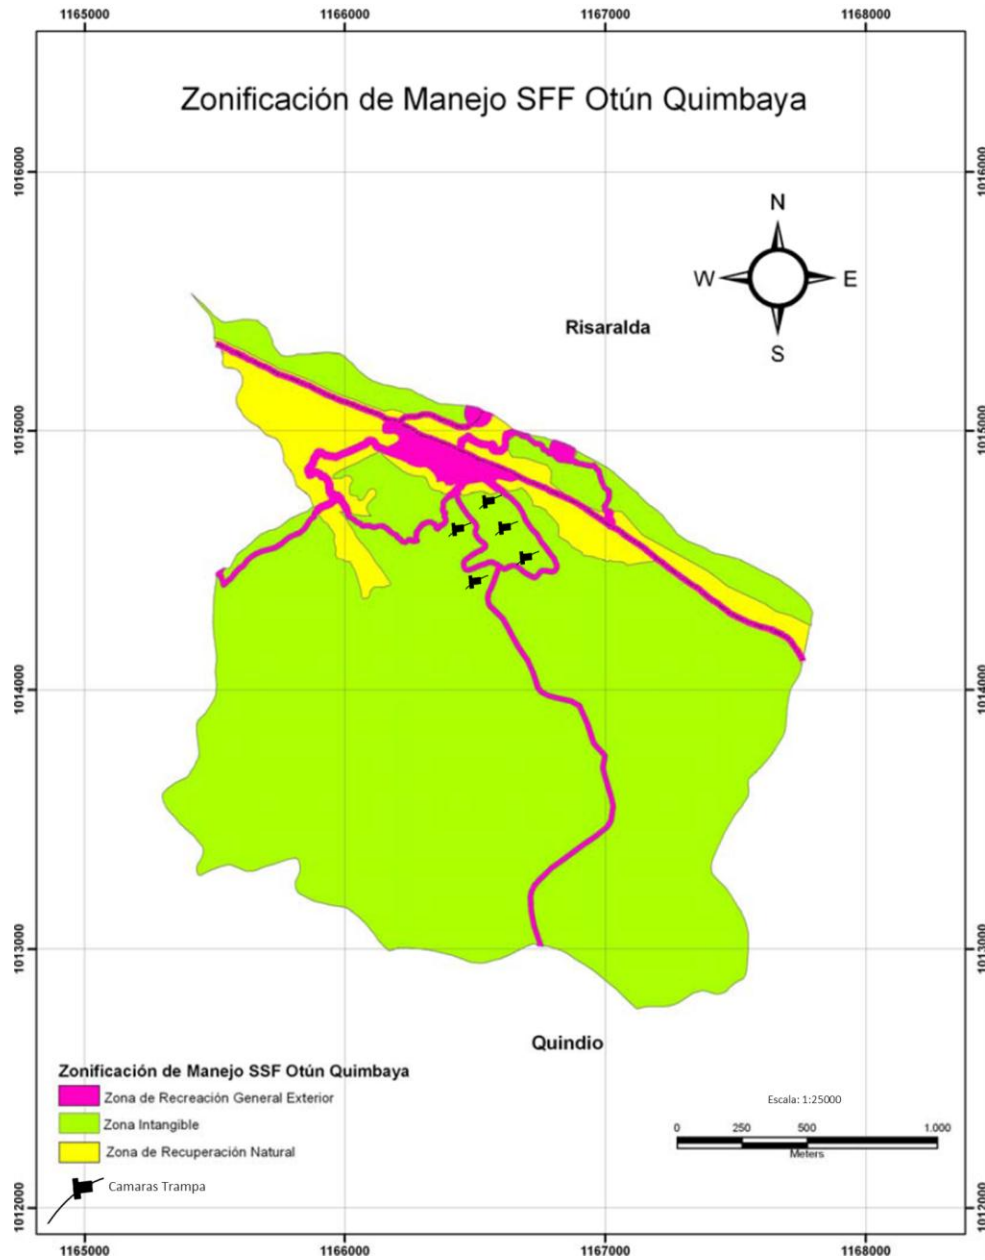 1165000 1166000 1167000 1168000
Zonificación de Manejo SFF Otún Quimbaya
1016000 1016000
N
W E
S
Risaralda
1015000 1015000
1014000 1014000
1013000 1013000
Quindio
Zonificación de Manejo SSF Otún Quimbaya
Zona de Recreación General Exterior
Zona Intangible
Zona de Recuperación Natural
Camaras Trampa
Escala: 1:25000
0 250 500 1.000
Meters
1012000 1012000
1165000 1166000 1167000 1168000